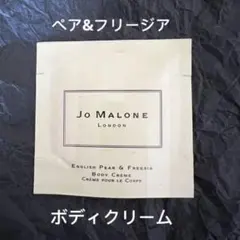 ペア&フリージア
JO MALONE
LONDON
ENGLISH PEAR & FREESIA
BODY CREME
CRÈME POUR LE CORPS
ボディクリーム